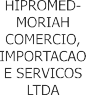 HIPROMED-
MORIAH
COMERCIO,
IMPORTACAO
E SERVICOS
LTDA